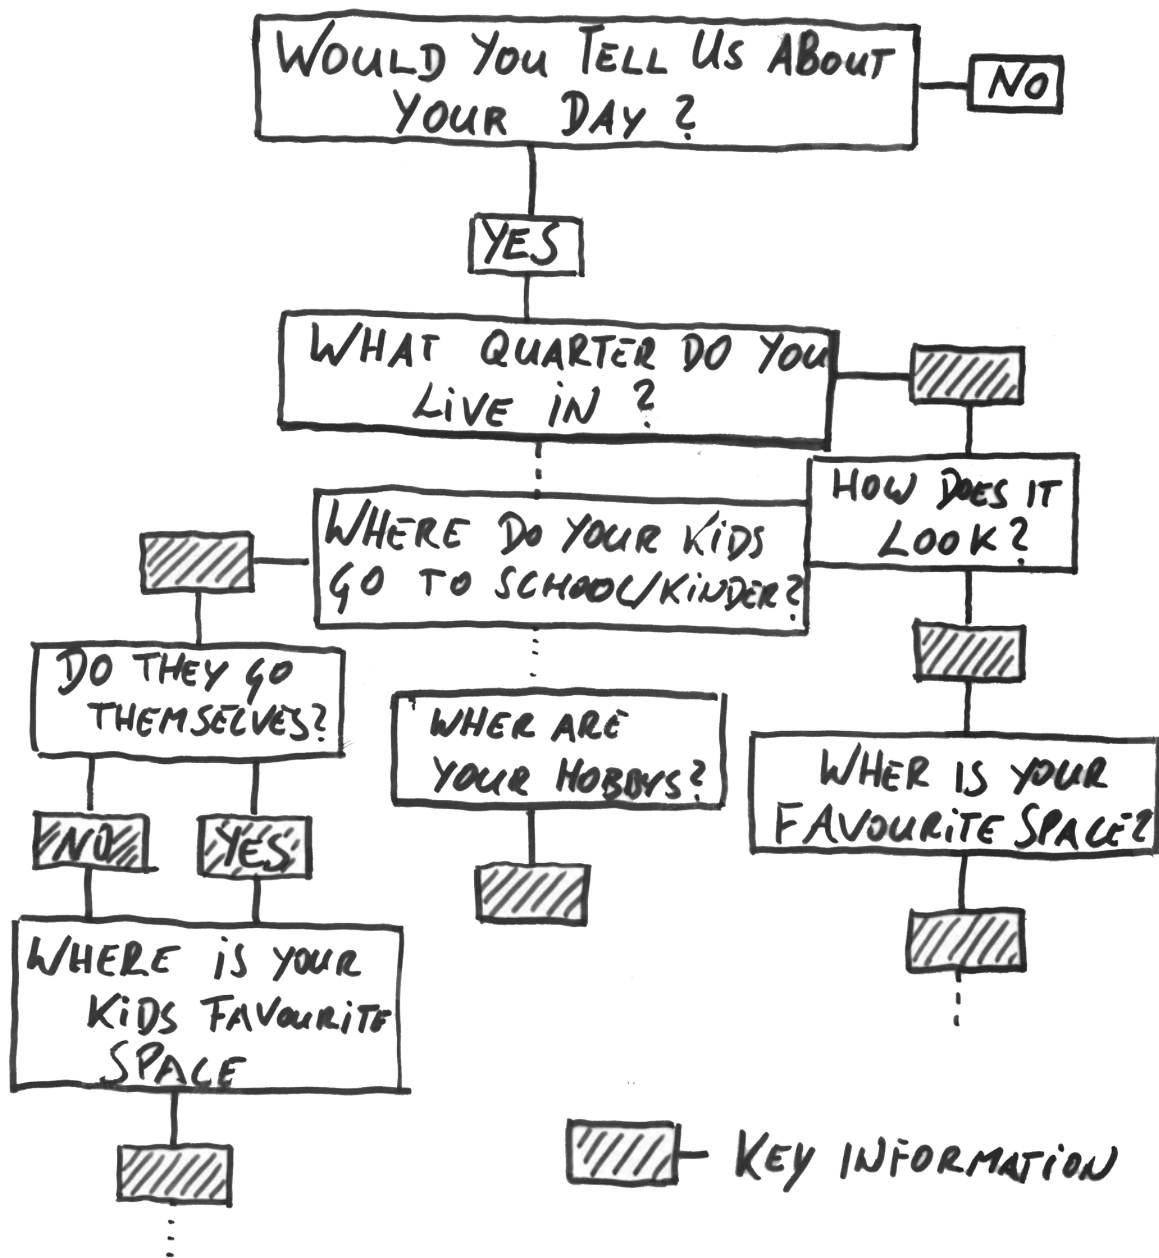 WOULD YOU TELL US ABOUT
YOUR DAY?
NO
YES
WHAT QUARTER DO YOU
LIVE IN?
HOW DOES IT
LOOK?
WHERE DO YOUR KIDS
GO TO SCHOOL/KINDER?
DO THEY GO
THEMSELVES?
NO
YES
WHER ARE
YOUR HOBBYS?
WHER IS YOUR
FAVOURITE SPACE?
WHERE IS YOUR
KIDS FAVOURITE
SPACE
KEY INFORMATION